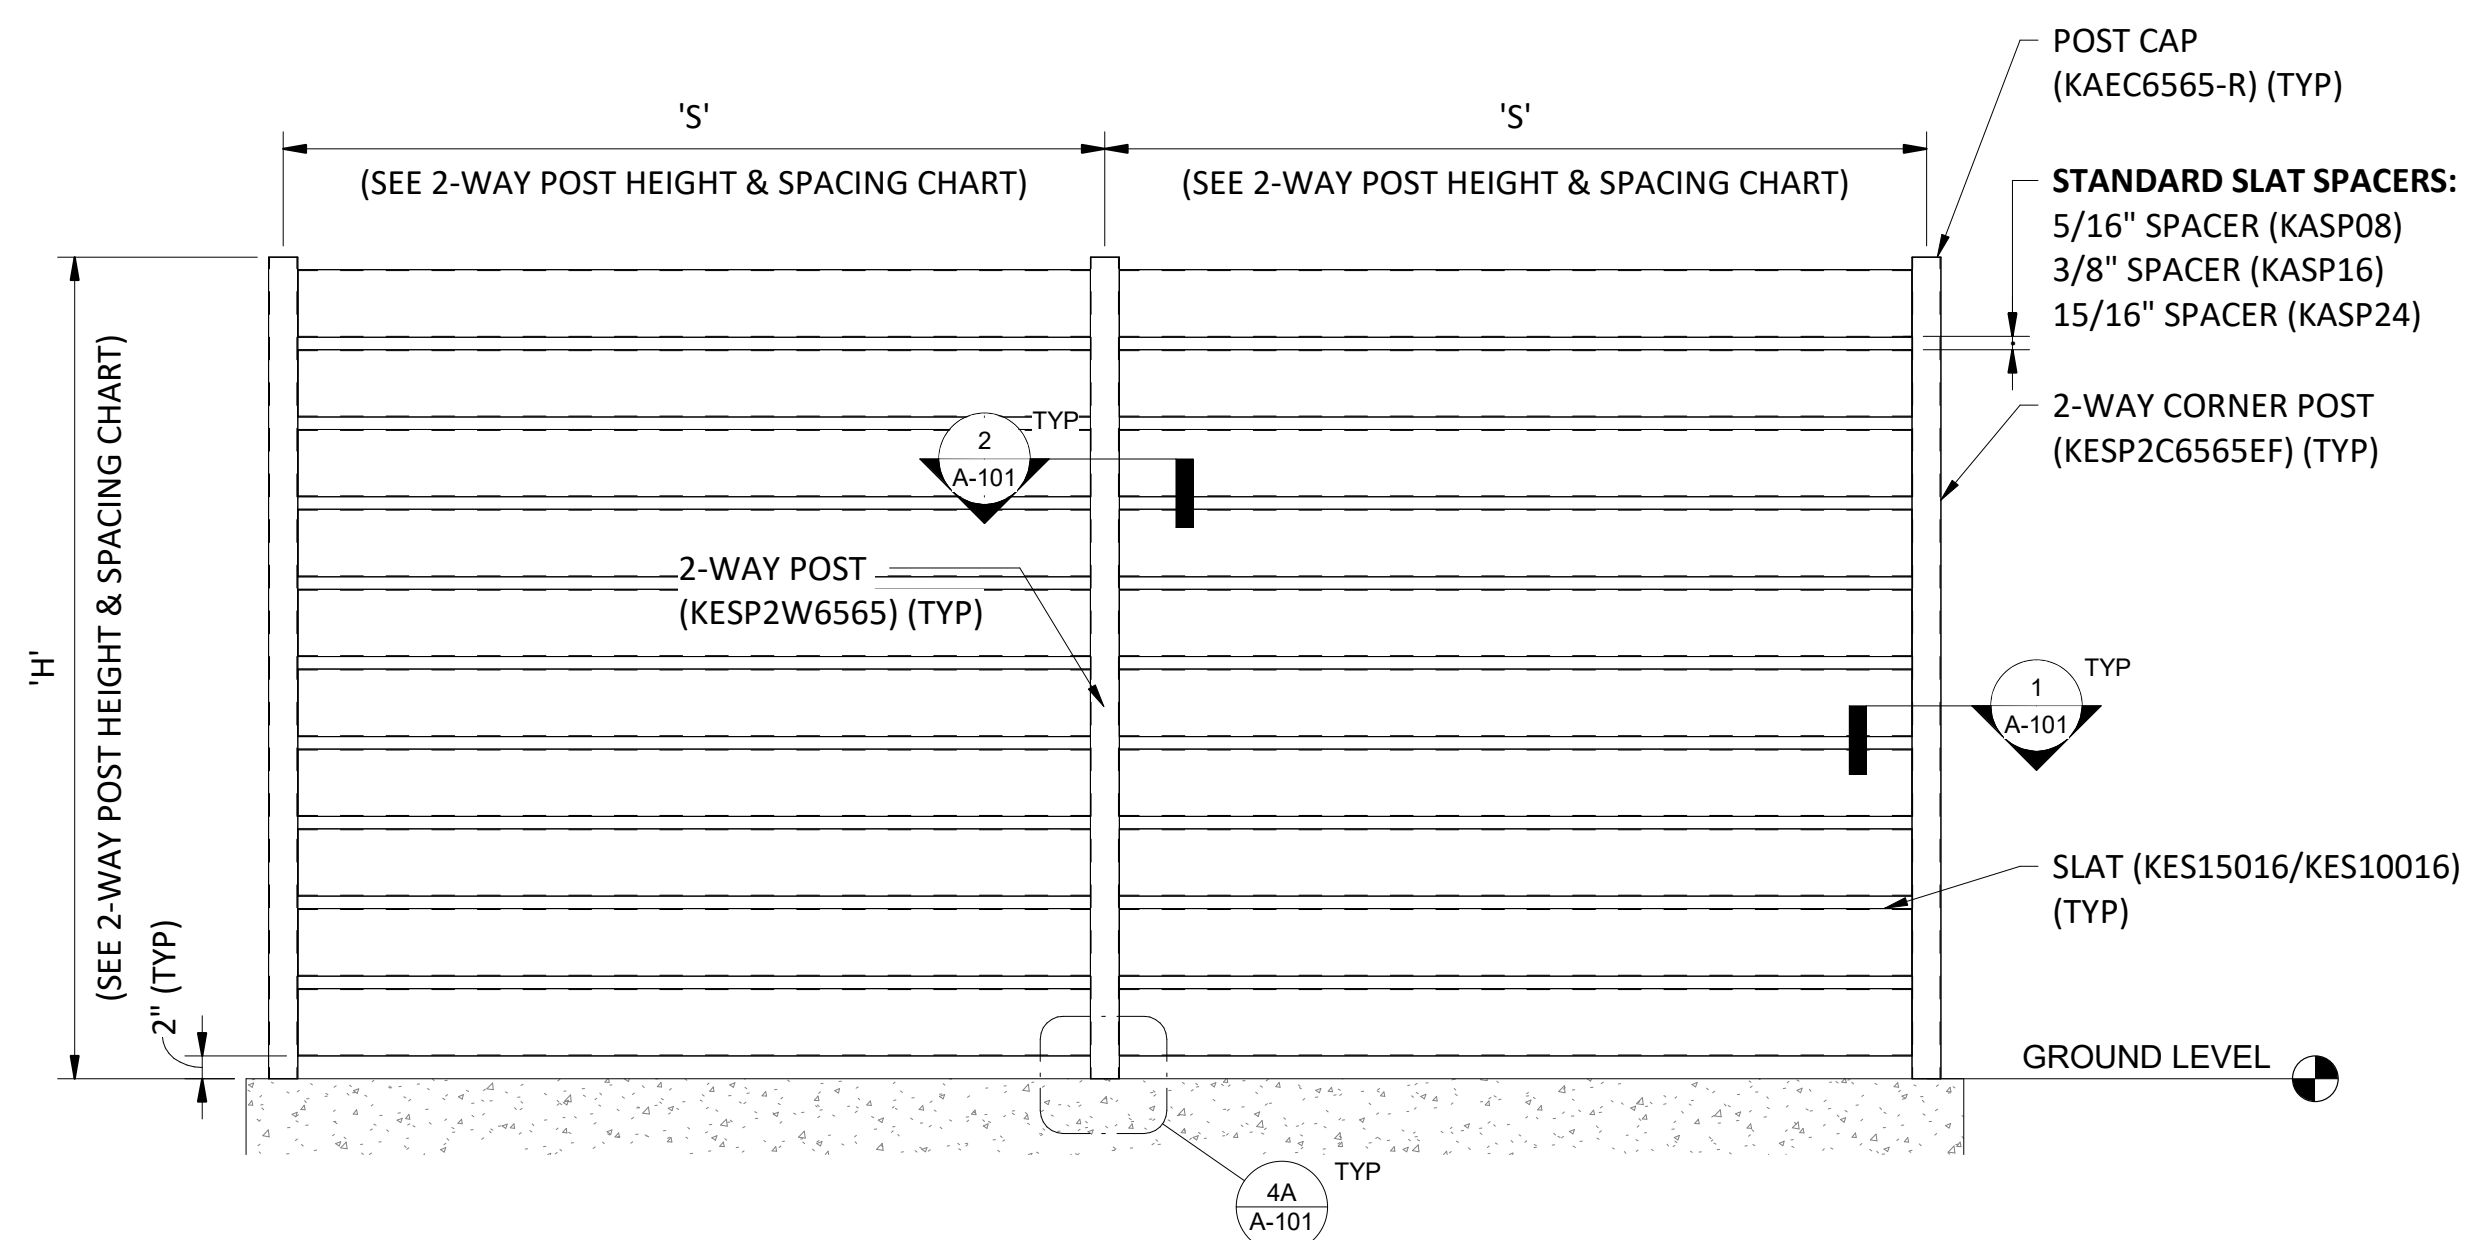 POST CAP
(KAEC6565-R) (TYP)
'S'
'S'
(SEE 2-WAY POST HEIGHT & SPACING CHART)
(SEE 2-WAY POST HEIGHT & SPACING CHART)
STANDARD SLAT SPACERS:
5/16" SPACER (KASP08)
3/8" SPACER (KASP16)
15/16" SPACER (KASP24)
2-WAY CORNER POST
(KESP2C6565EF) (TYP)
TYP
2
A-101
2-WAY POST
(KESP2W6565) (TYP)
'H'
(SEE 2-WAY POST HEIGHT & SPACING CHART)
TYP
1
A-101
SLAT (KES15016/KES10016)
(TYP)
2" (TYP)
GROUND LEVEL
TYP
4A
A-101